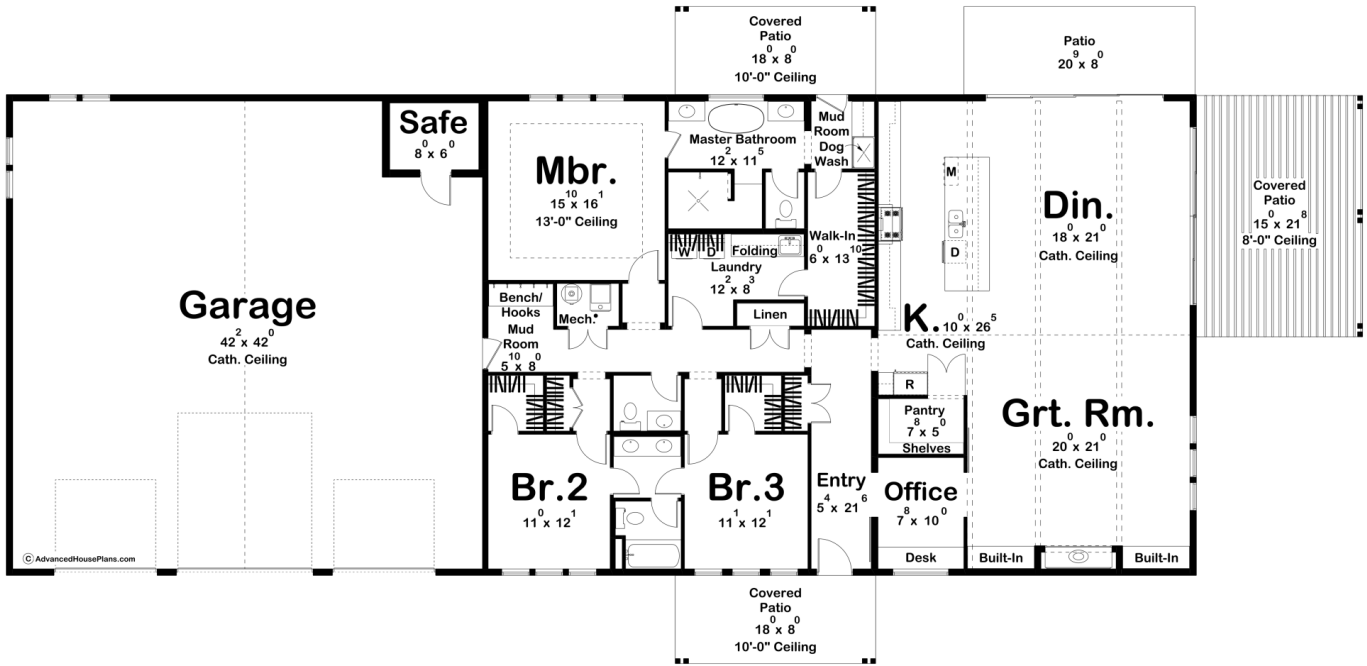 Covered
Patio
18⁰ x 8⁰
10'-0" Ceiling
Patio
20⁹ x 8⁰
Safe
8⁰ x 6⁰
Mbr.
15¹⁰ x 16¹
13'-0" Ceiling
Master Bathroom
12² x 11⁵
Mud
Room
Dog
Wash
M
D
Din.
18⁰ x 21⁰
Cath. Ceiling
Covered
Patio
15⁰ x 21⁸
8'-0" Ceiling
Walk-In
6⁰ x 13¹⁰
W
D
Folding
Laundry
12² x 8³
Linen
Garage
42² x 42⁰
Cath. Ceiling
Bench/
Hooks
Mud
Room
5¹⁰ x 8⁰
Mech.
K. 10⁰ x 26⁵
Cath. Ceiling
R
Pantry
7⁸ x 5⁰
Shelves
Grt. Rm.
20⁰ x 21⁰
Cath. Ceiling
Br.2
11⁰ x 12¹
Br.3
11¹ x 12¹
Entry
5⁴ x 21⁶
Office
7⁸ x 10⁰
Desk
Built-In
Built-In
© AdvancedHousePlans.com
Covered
Patio
18⁰ x 8⁰
10'-0" Ceiling